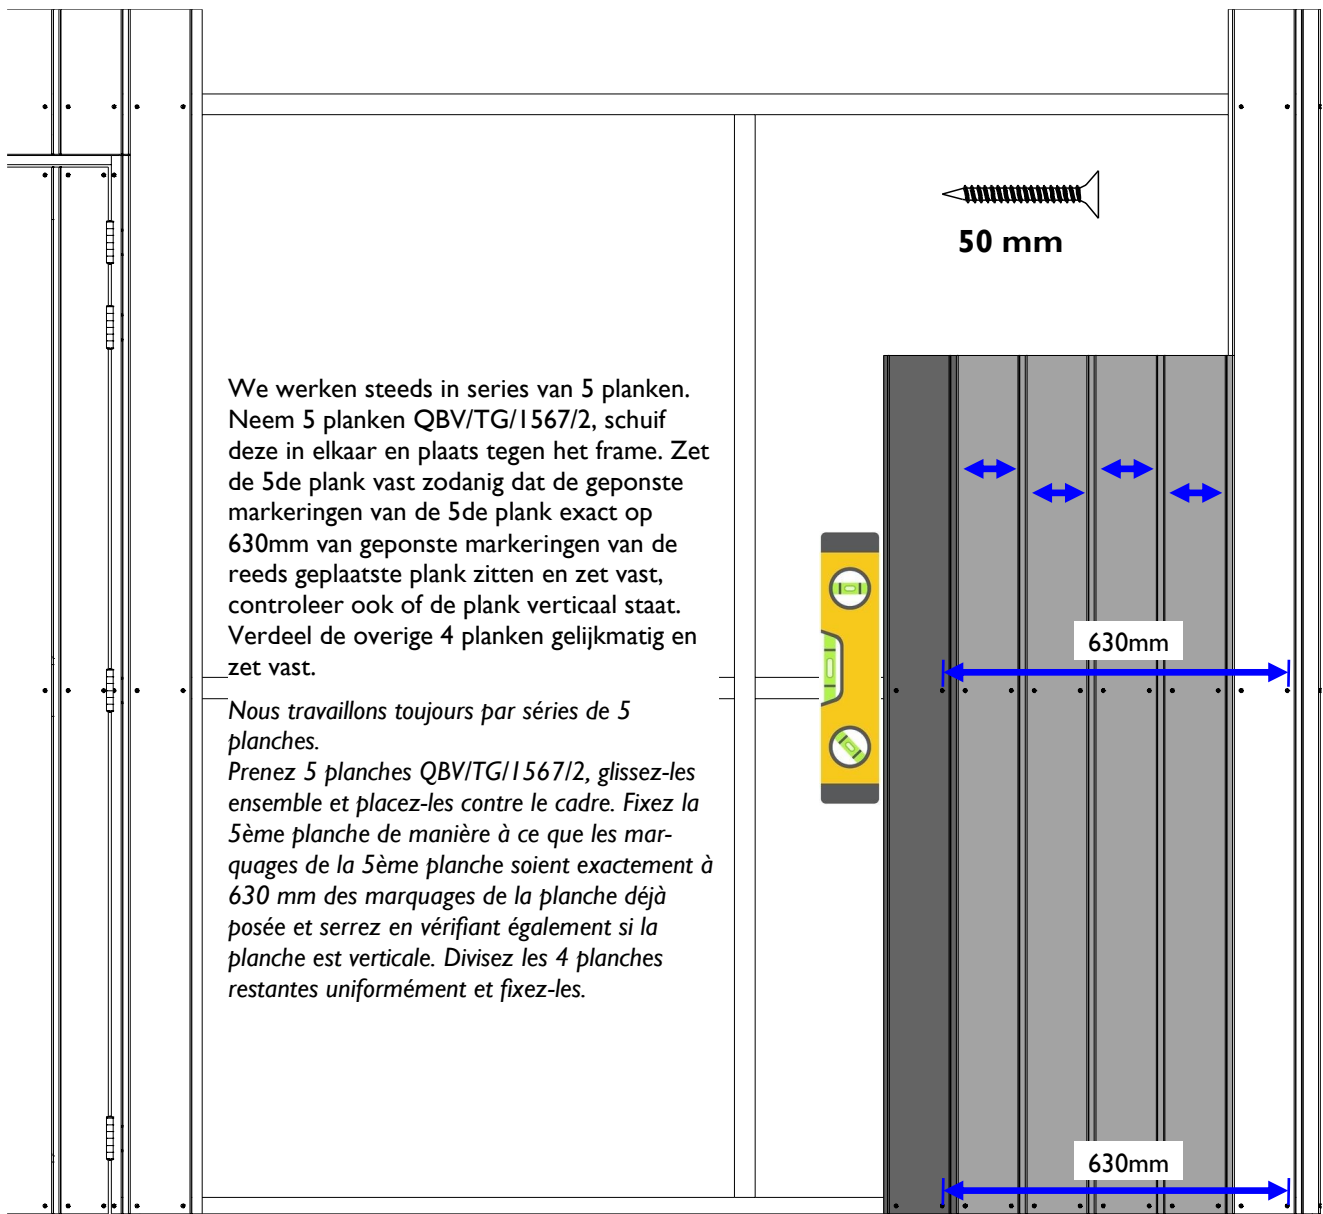 50 mm
We werken steeds in series van 5 planken.
Neem 5 planken QBV/TG/1567/2, schuif
deze in elkaar en plaats tegen het frame. Zet
de 5de plank vast zodanig dat de geponste
markeringen van de 5de plank exact op
630mm van geponste markeringen van de
reeds geplaatste plank zitten en zet vast,
controleer ook of de plank verticaal staat.
Verdeel de overige 4 planken gelijkmatig en
zet vast.
Nous travaillons toujours par séries de 5
planches.
Prenez 5 planches QBV/TG/1567/2, glissez-les
ensemble et placez-les contre le cadre. Fixez la
5ème planche de manière à ce que les mar-
quages de la 5ème planche soient exactement à
630 mm des marquages de la planche déjà
posée et serrez en vérifiant également si la
planche est verticale. Divisez les 4 planches
restantes uniformément et fixez-les.
630mm
630mm